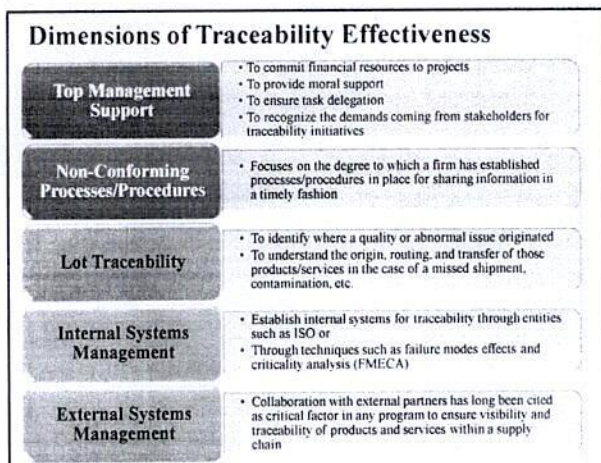 Dimensions of Traceability Effectiveness
Top Management
Support
• To commit financial resources to projects
• To provide moral support
• To ensure task delegation
• To recognize the demands coming from stakeholders for
traceability initiatives
Non-Conforming
Processes/Procedures
• Focuses on the degree to which a firm has established
processes/procedures in place for sharing information in
a timely fashion
Lot Traceability
• To identify where a quality or abnormal issue originated
• To understand the origin, routing, and transfer of those
products/services in the case of a missed shipment,
contamination, etc.
Internal Systems
Management
• Establish internal systems for traceability through entities
such as ISO or
• Through techniques such as failure modes effects and
criticality analysis (FMECA)
External Systems
Management
• Collaboration with external partners has long been cited
as critical factor in any program to ensure visibility and
traceability of products and services within a supply
chain